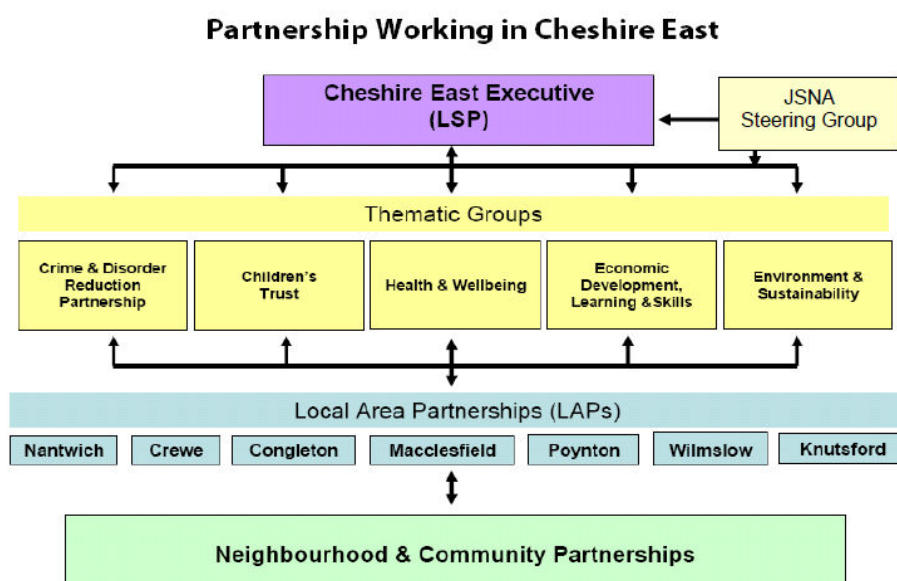 Partnership Working in Cheshire East
Cheshire East Executive
(LSP)
JSNA
Steering Group
Thematic Groups
Crime & Disorder
Reduction
Partnership
Children's
Trust
Health & Wellbeing
Economic
Development,
Learning &Skills
Environment &
Sustainability
Local Area Partnerships (LAPs)
Nantwich
Crewe
Congleton
Macclesfield
Poynton
Wilmslow
Knutsford
Neighbourhood & Community Partnerships